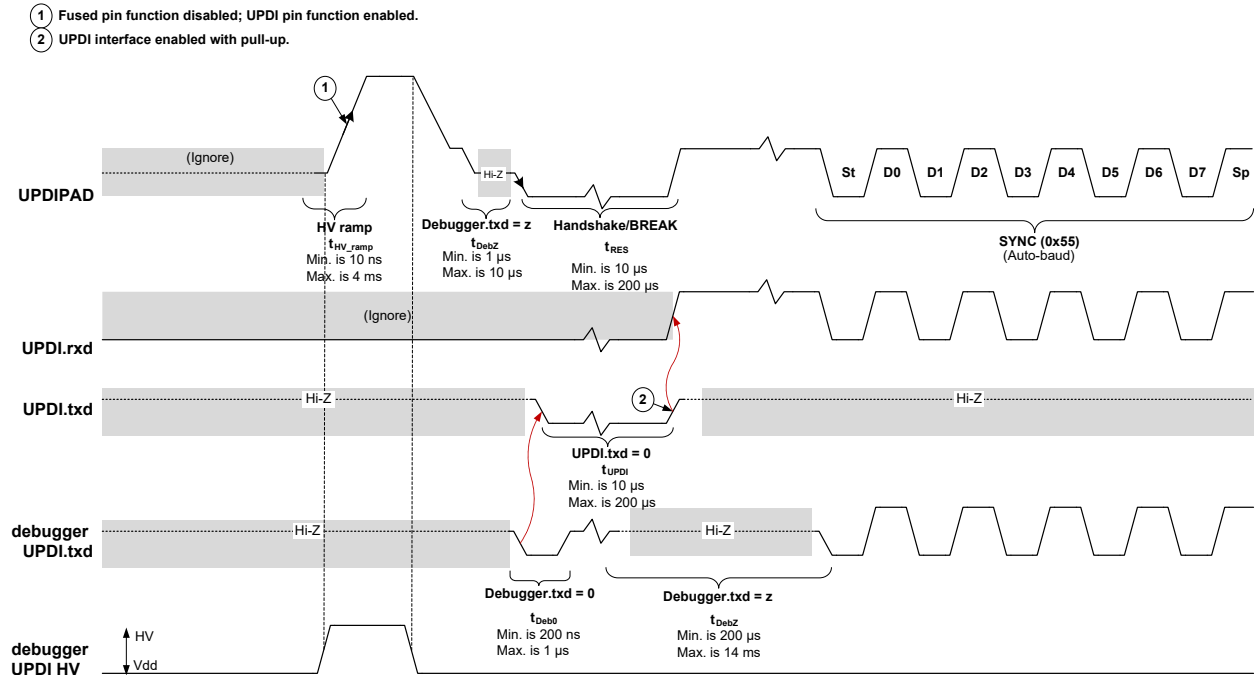 1 Fused pin function disabled; UPDI pin function enabled.
2 UPDI interface enabled with pull-up.
1
(Ignore)
Hi-Z
St D0 D1 D2 D3 D4 D5 D6 D7 Sp
UPDIPAD
HV ramp
tHV_ramp
Min. is 10 ns
Max. is 4 ms
Debugger.txd = z
tDebZ
Min. is 1 µs
Max. is 10 µs
Handshake/BREAK
tRES
Min. is 10 µs
Max. is 200 µs
SYNC (0x55)
(Auto-baud)
(Ignore)
UPDI.rxd
Hi-Z
2
Hi-Z
UPDI.txd
UPDI.txd = 0
tUPDI
Min. is 10 µs
Max. is 200 µs
Hi-Z
Hi-Z
debugger
UPDI.txd
Debugger.txd = 0
tDeb0
Min. is 200 ns
Max. is 1 µs
Debugger.txd = z
tDebZ
Min. is 200 µs
Max. is 14 ms
HV
Vdd
debugger
UPDI HV